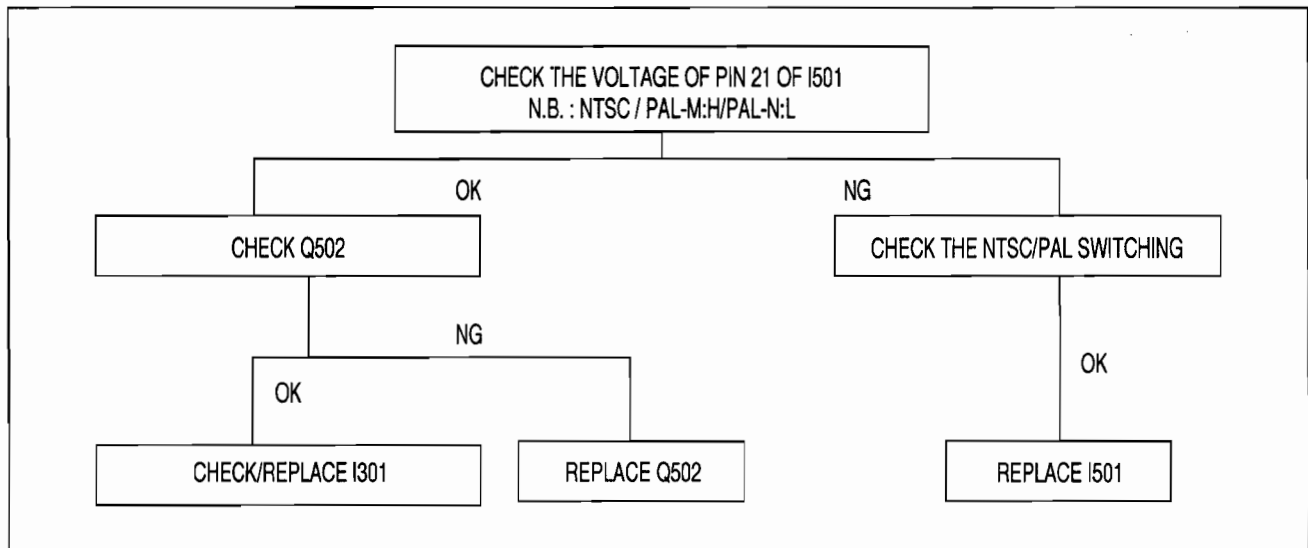 CHECK THE VOLTAGE OF PIN 21 OF I501
N.B. : NTSC / PAL-M:H/PAL-N:L
OK
NG
CHECK Q502
CHECK THE NTSC/PAL SWITCHING
NG
OK
OK
CHECK/REPLACE I301
REPLACE Q502
REPLACE I501